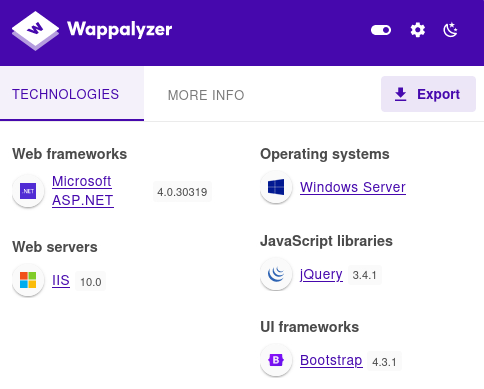 Wappalyzer
TECHNOLOGIES
MORE INFO
Export
Web frameworks
.NET
Microsoft
ASP.NET
4.0.30319
Web servers
IIS
10.0
Operating systems
Windows Server
JavaScript libraries
jQuery
3.4.1
UI frameworks
B
Bootstrap
4.3.1